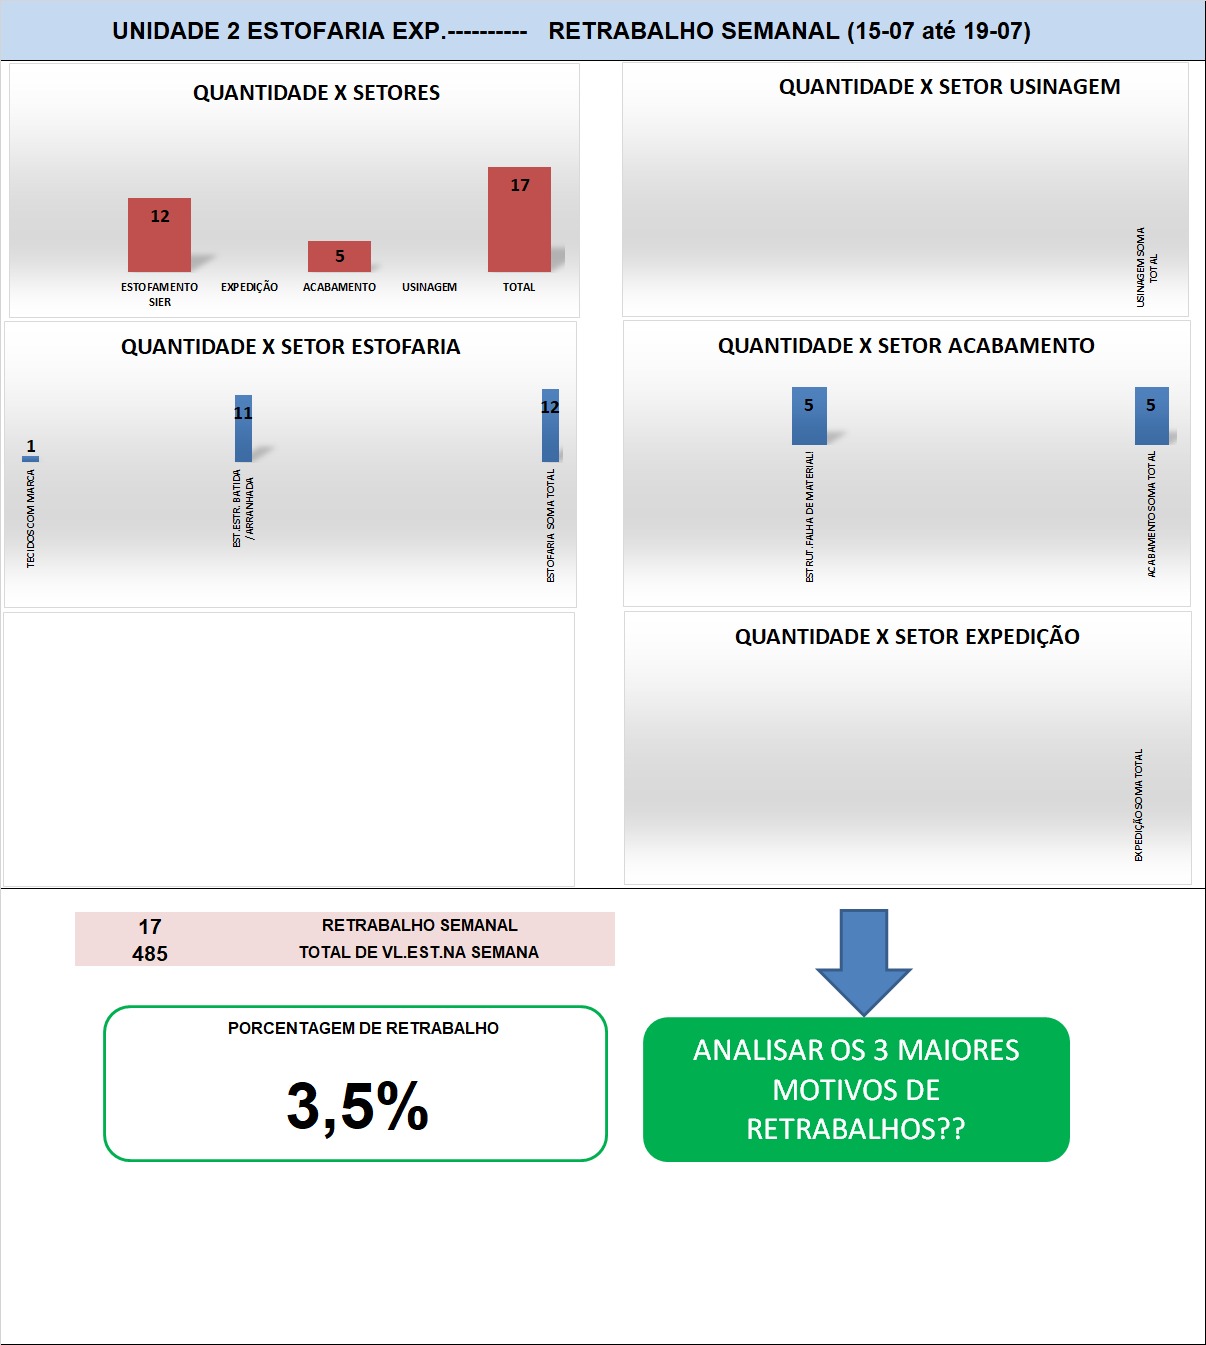 UNIDADE 2 ESTOFARIA EXP.---------- RETRABALHO SEMANAL (15-07 até 19-07)
QUANTIDADE X SETORES
12
5
17
ESTOFAMENTO
SIER
EXPEDIÇÃO
ACABAMENTO
USINAGEM
TOTAL
QUANTIDADE X SETOR USINAGEM
USINAGEM SOMA
TOTAL
QUANTIDADE X SETOR ESTOFARIA
1
11
12
TECIDOS COM MARCA
EST.ESTR. BATIDA
/ ARRANHADA
ESTOFARIA SOMA TOTAL
QUANTIDADE X SETOR ACABAMENTO
5
5
ESTRUT. FALHA DE MATERIAL!
ACABAMENTO SOMA TOTAL
QUANTIDADE X SETOR EXPEDIÇÃO
EXPEDIÇÃO SOMA TOTAL
17 RETRABALHO SEMANAL
485 TOTAL DE VL.EST.NA SEMANA
PORCENTAGEM DE RETRABALHO
3,5%
ANALISAR OS 3 MAIORES
MOTIVOS DE
RETRABALHOS??